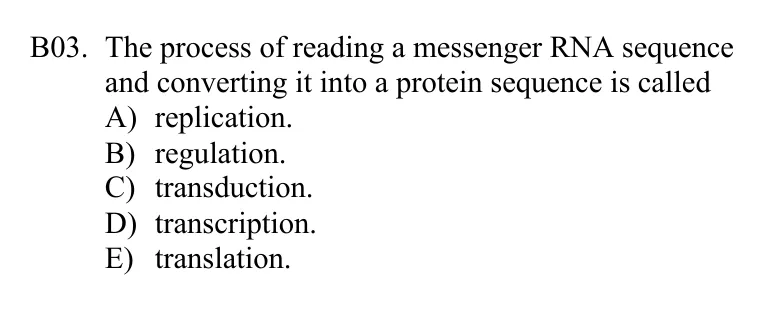 B03. The process of reading a messenger RNA sequence
and converting it into a protein sequence is called
A) replication.
B) regulation.
C) transduction.
D) transcription.
E) translation.